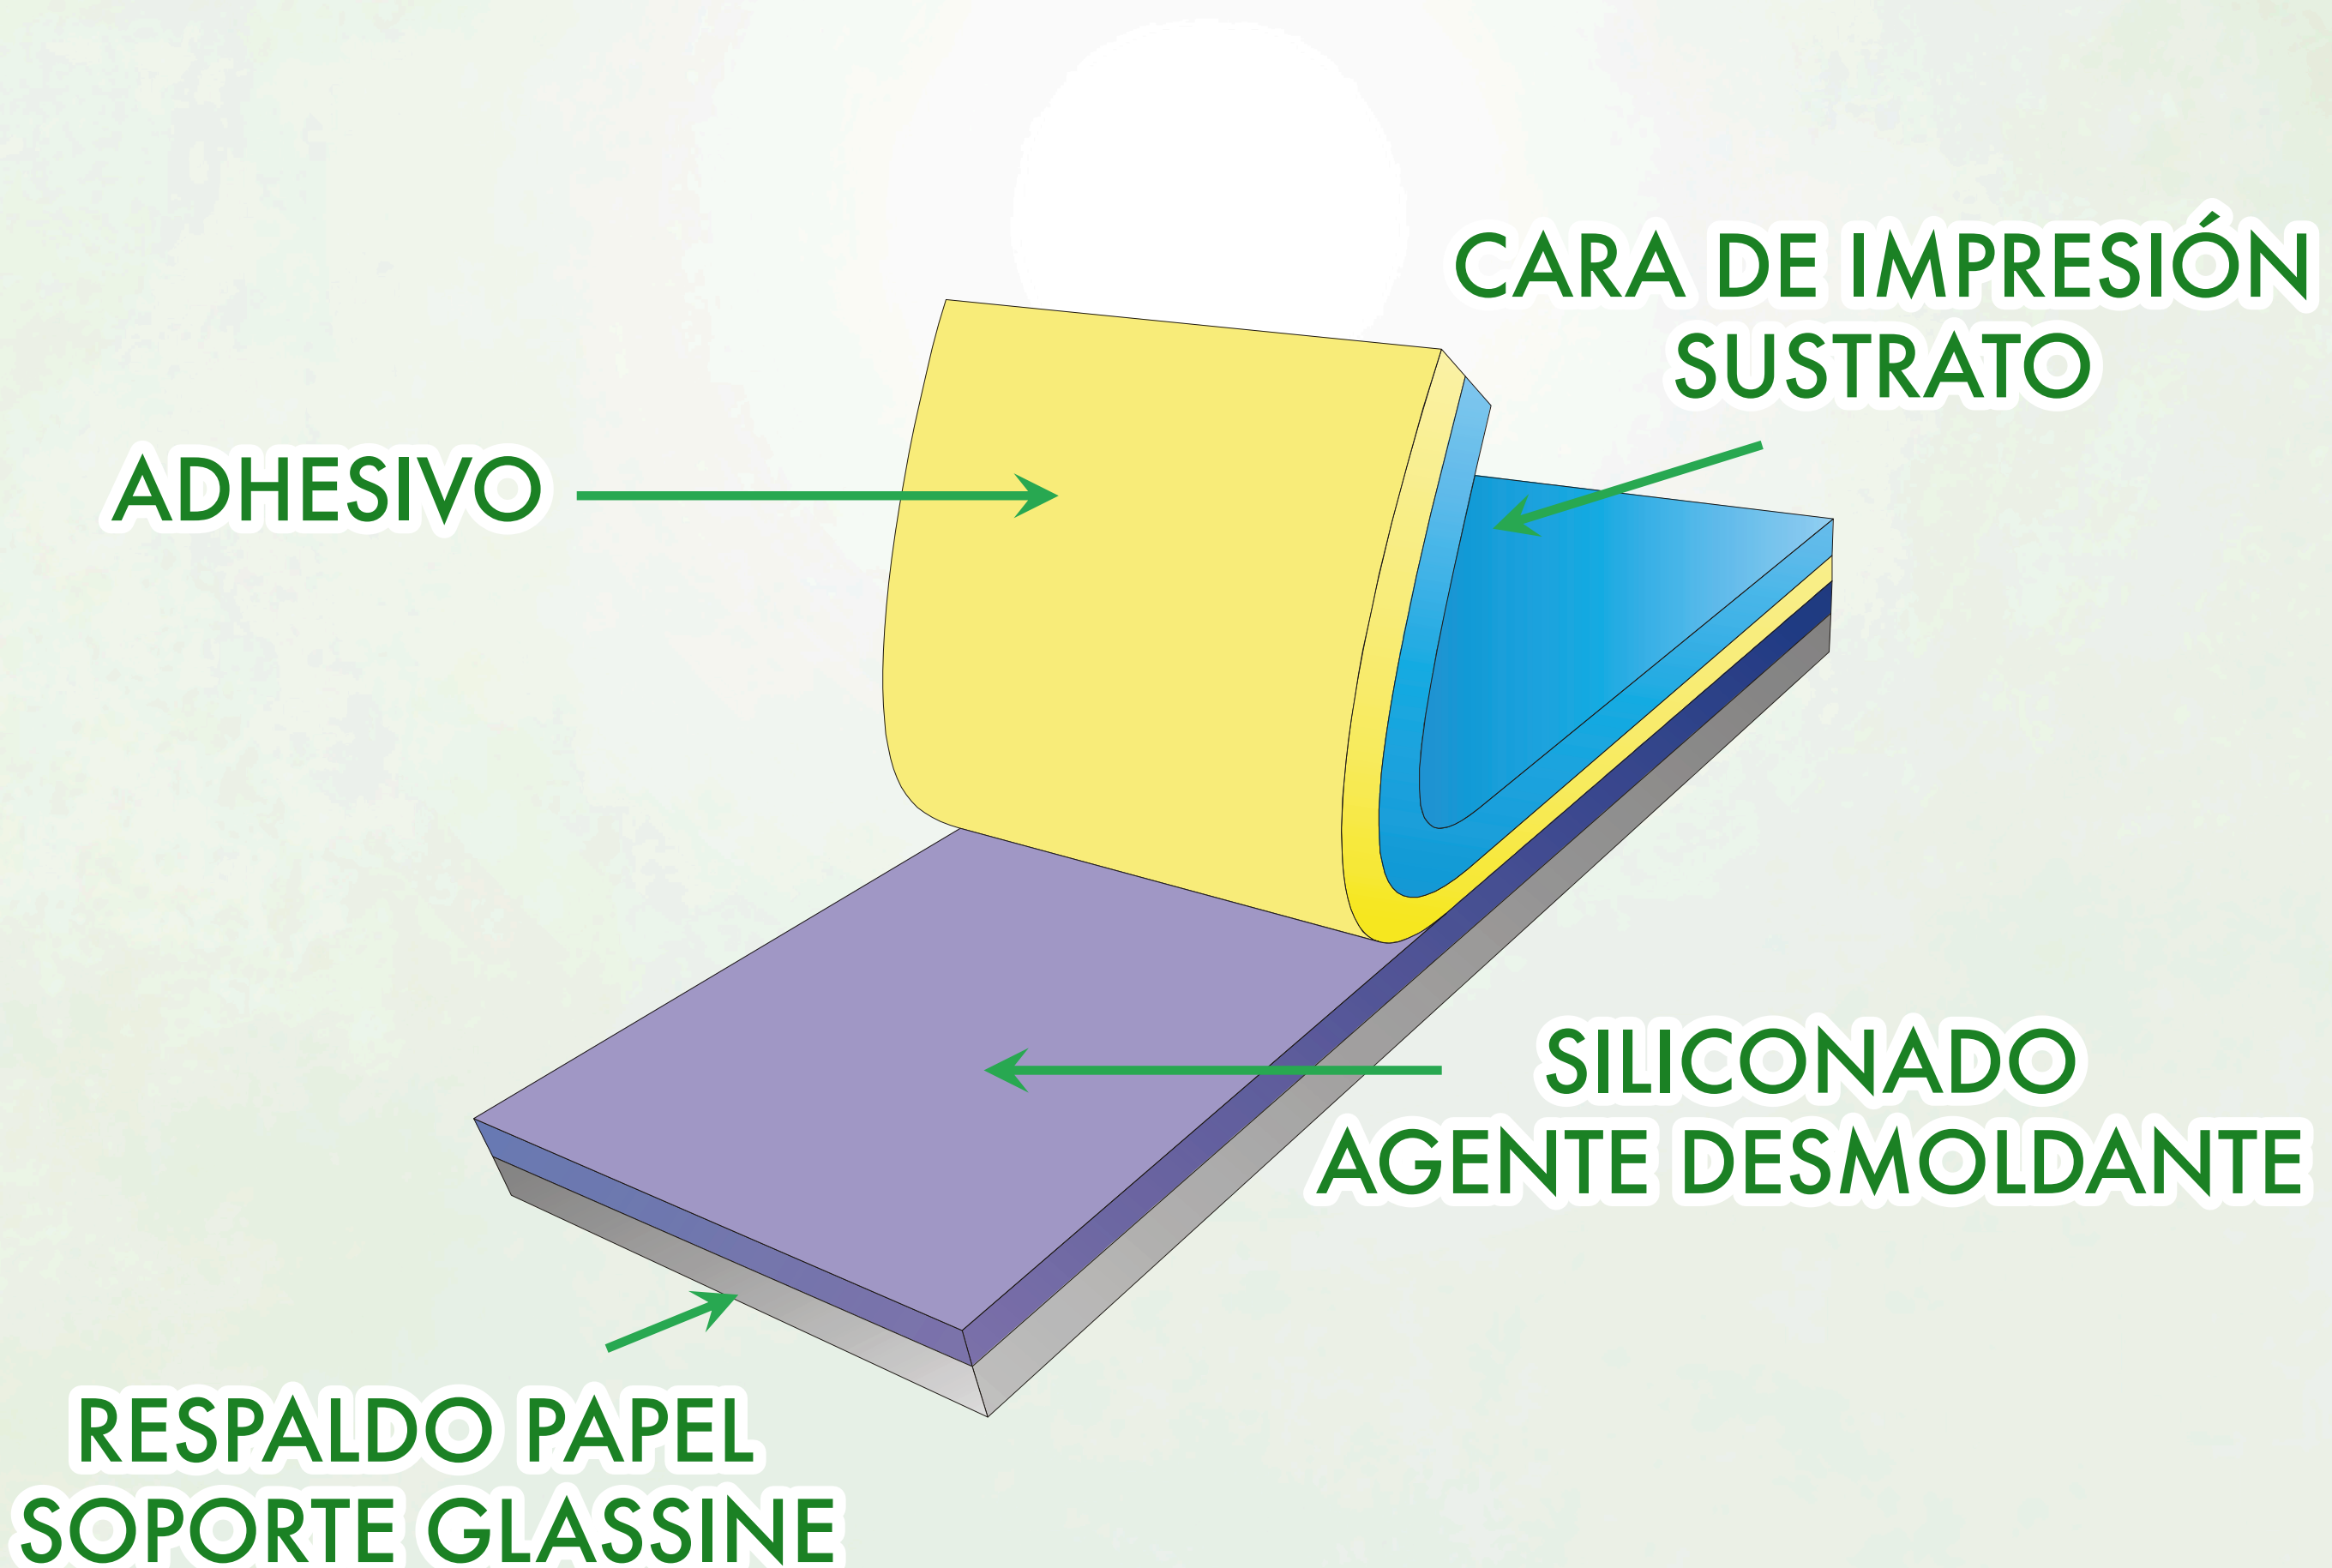 CARA DE IMPRESIÓN
SUSTRATO
ADHESIVO
SILICONADO
AGENTE DESMOLDANTE
RESPALDO PAPEL
SOPORTE GLASSINE